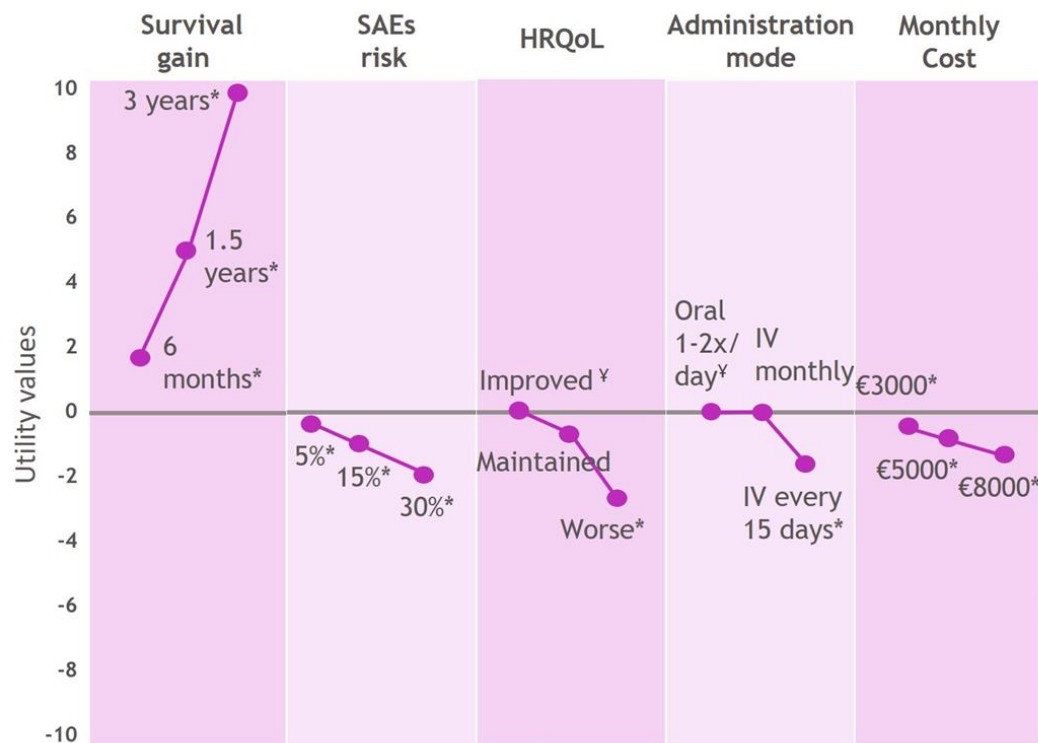 Survival
gain
SAEs
risk
HRQoL
Administration
mode
Monthly
Cost
Utility values
10
8
6
4
2
0
-2
-4
-6
-8
-10
3 years*
1.5
years*
6
months*
5%*
15%*
30%*
Improved ¥
Maintained
Worse*
Oral
1-2x/
day¥
IV
monthly
IV every
15 days*
€3000*
€5000*
€8000*